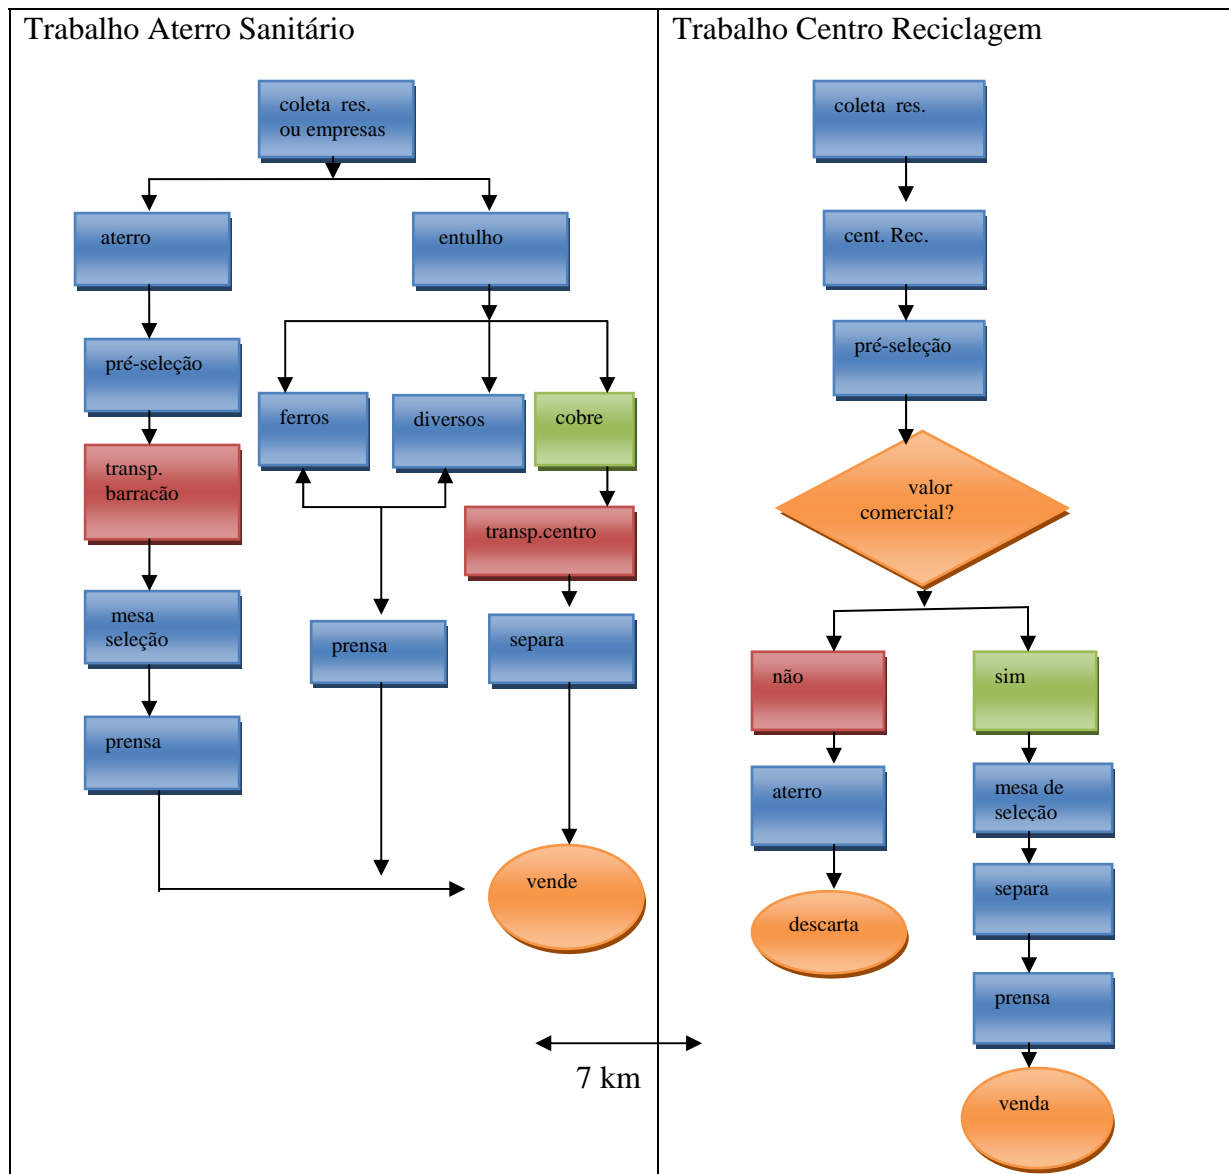 Trabalho Aterro Sanitário
coleta res.
ou empresas
aterro
entulho
pré-seleção
ferros
diversos
cobre
transp.
barracão
transp.centro
mesa
seleção
prensa
separa
prensa
vende
7 km
Trabalho Centro Reciclagem
coleta res.
cent. Rec.
pré-seleção
valor
comercial?
não
sim
aterro
mesa de
seleção
descarta
separa
prensa
venda